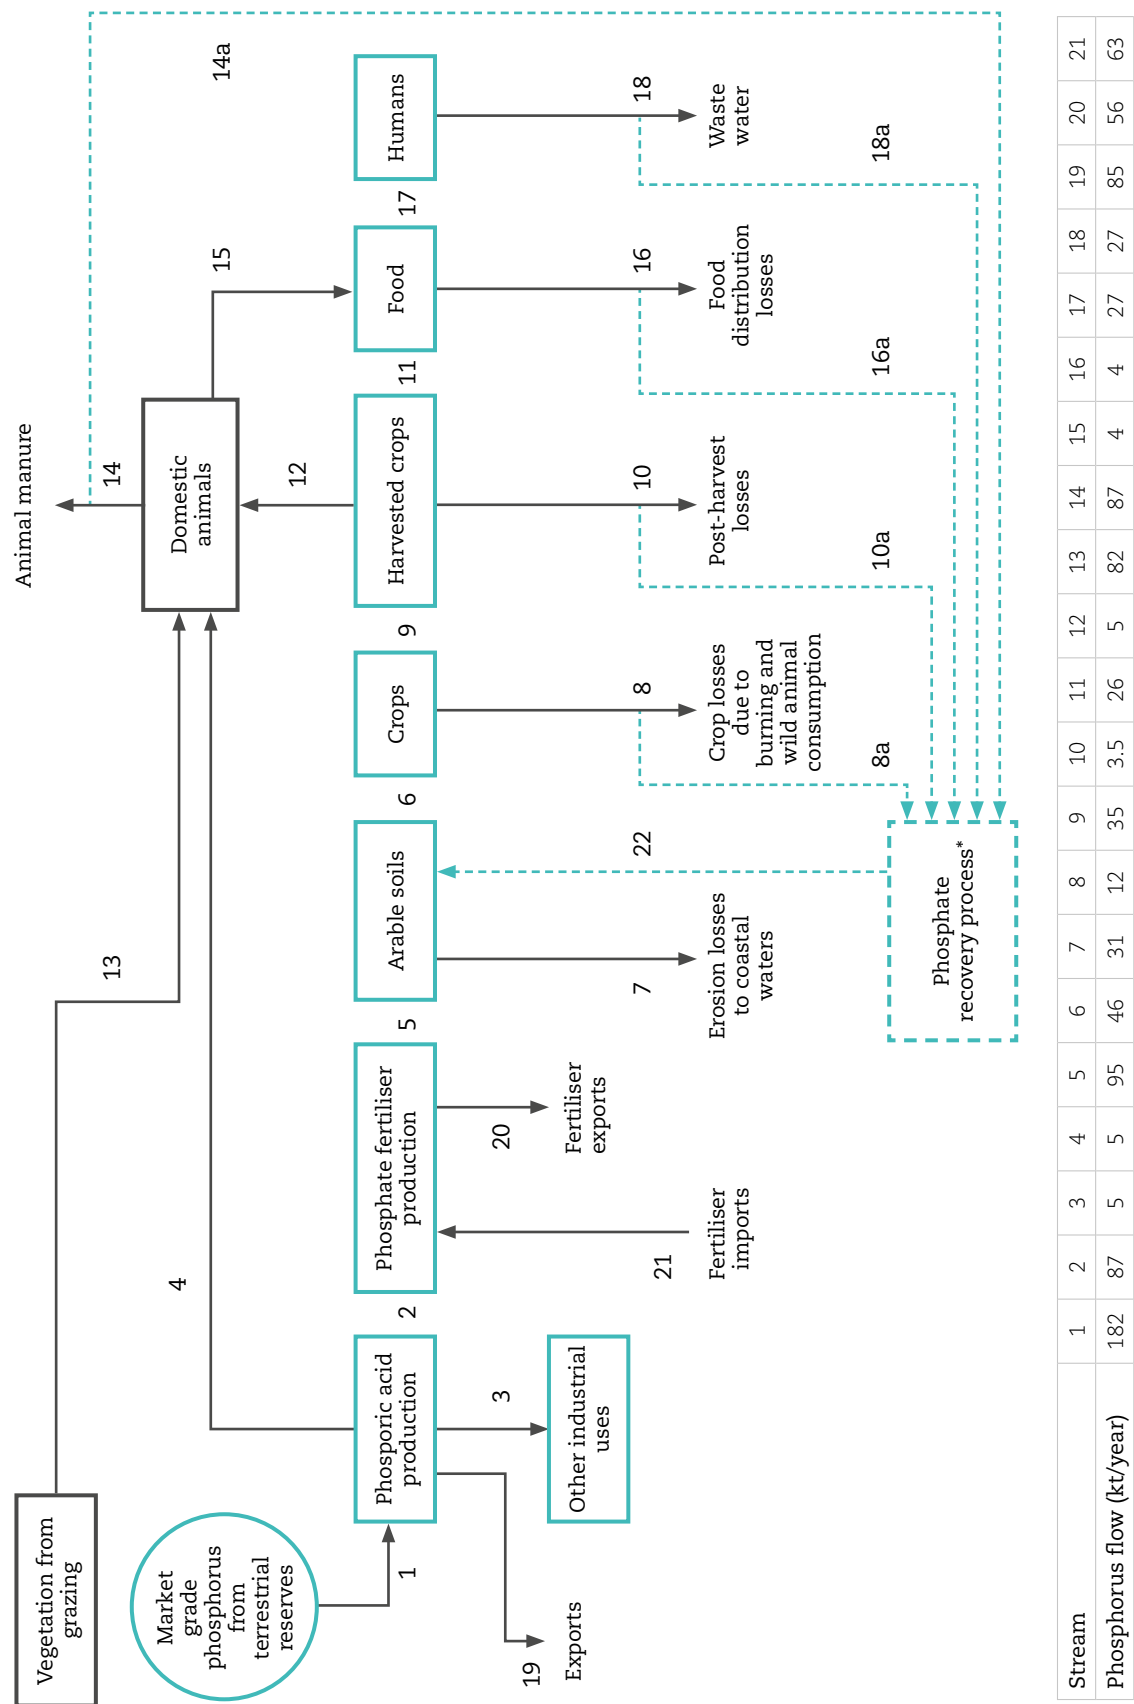 Vegetation from
grazing
Market
grade
phosphorus
from
terrestrial
reserves
1
19
Exports
Phosporic acid
production
2
3
Other industrial
uses
4
13
Phosphate fertiliser
production
5
21
Fertiliser
imports
20
Fertiliser
exports
Arable soils
6
7
Erosion losses
to coastal
waters
22
Phosphate
recovery process*
Crops
9
8
Crop losses
due to
burning and
wild animal
consumption
8a
Animal manure
14
Domestic
animals
12
Harvested crops
11
10
Post-harvest
losses
10a
15
Food
17
16
Food
distribution
losses
16a
14a
Humans
18
Waste
water
18a
Stream 1 2 3 4 5 6 7 8 9 10 11 12 13 14 15 16 17 18 19 20 21
Phosphorus flow (kt/year) 182 87 5 5 95 46 31 12 35 3.5 26 5 82 87 4 4 27 27 85 56 63